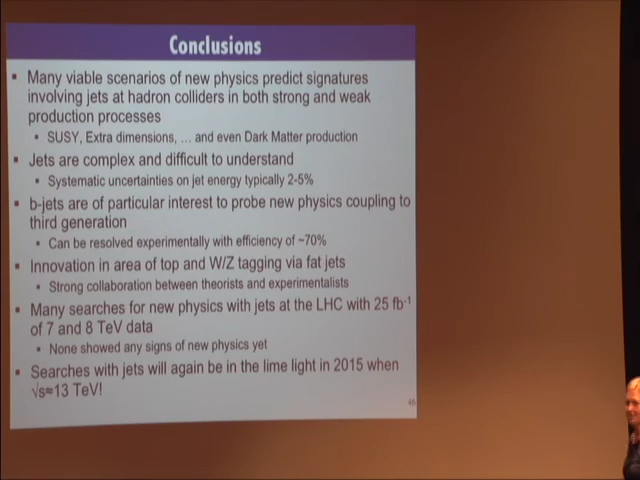 Conclusions
▪ Many viable scenarios of new physics predict signatures
involving jets at hadron colliders in both strong and weak
production processes
▪ SUSY, Extra dimensions, … and even Dark Matter production
▪ Jets are complex and difficult to understand
▪ Systematic uncertainties on jet energy typically 2-5%
▪ b-jets are of particular interest to probe new physics coupling to
third generation
▪ Can be resolved experimentally with efficiency of ~70%
▪ Innovation in area of top and W/Z tagging via fat jets
▪ Strong collaboration between theorists and experimentalists
▪ Many searches for new physics with jets at the LHC with 25 fb⁻¹
of 7 and 8 TeV data
▪ None showed any signs of new physics yet
▪ Searches with jets will again be in the lime light in 2015 when
√s≈13 TeV!
46